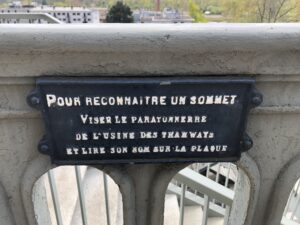 POUR RECONNAITRE UN SOMMET
VISER LE PARATONNERRE
DE L'USINE DES TRAMWAYS
ET LIRE SON NOM SUR LA PLAQUE